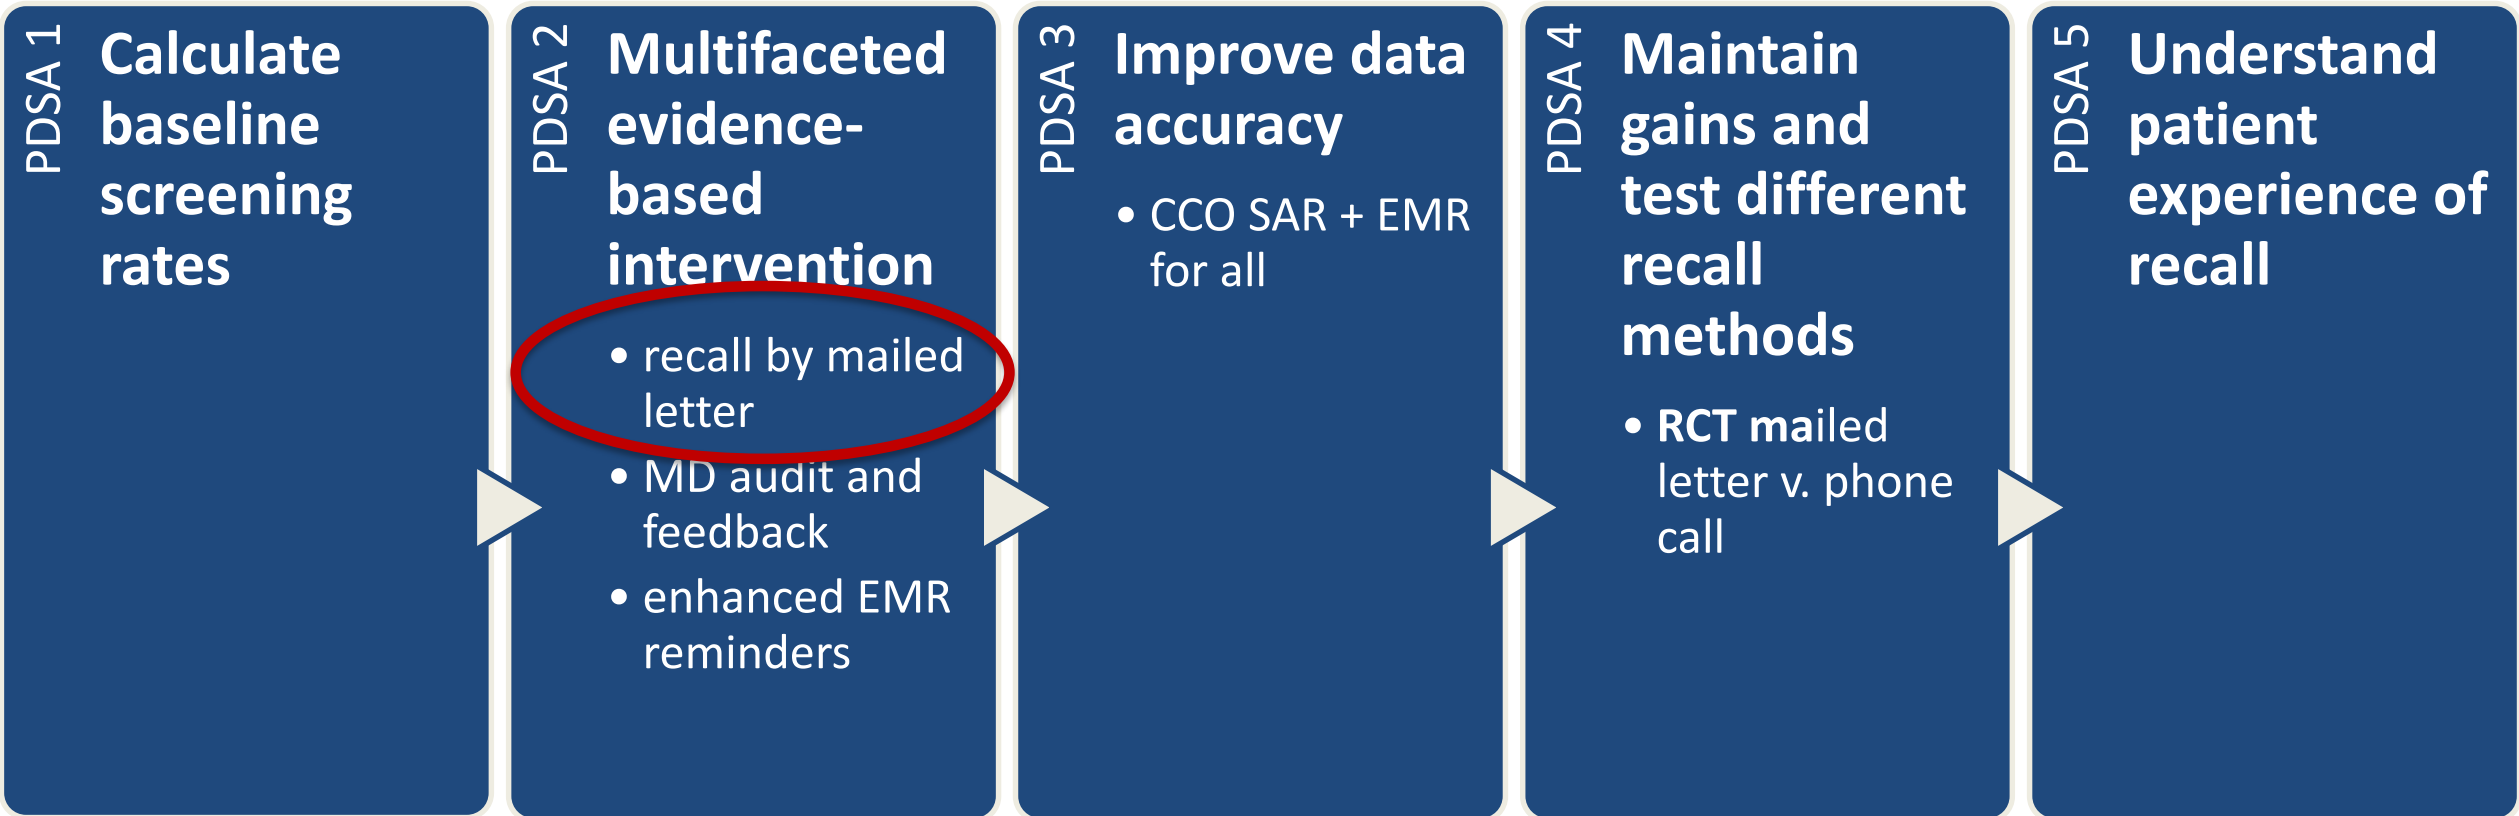 PDSA 1
Calculate
baseline
screening
rates
PDSA 2
Multifaceted
evidence-
based
intervention
• recall by mailed
letter
• MD audit and
feedback
• enhanced EMR
reminders
PDSA 3
Improve data
accuracy
• CCO SAR + EMR
for all
PDSA 4
Maintain
gains and
test different
recall
methods
• RCT mailed
letter v. phone
call
PDSA 5
Understand
patient
experience of
recall